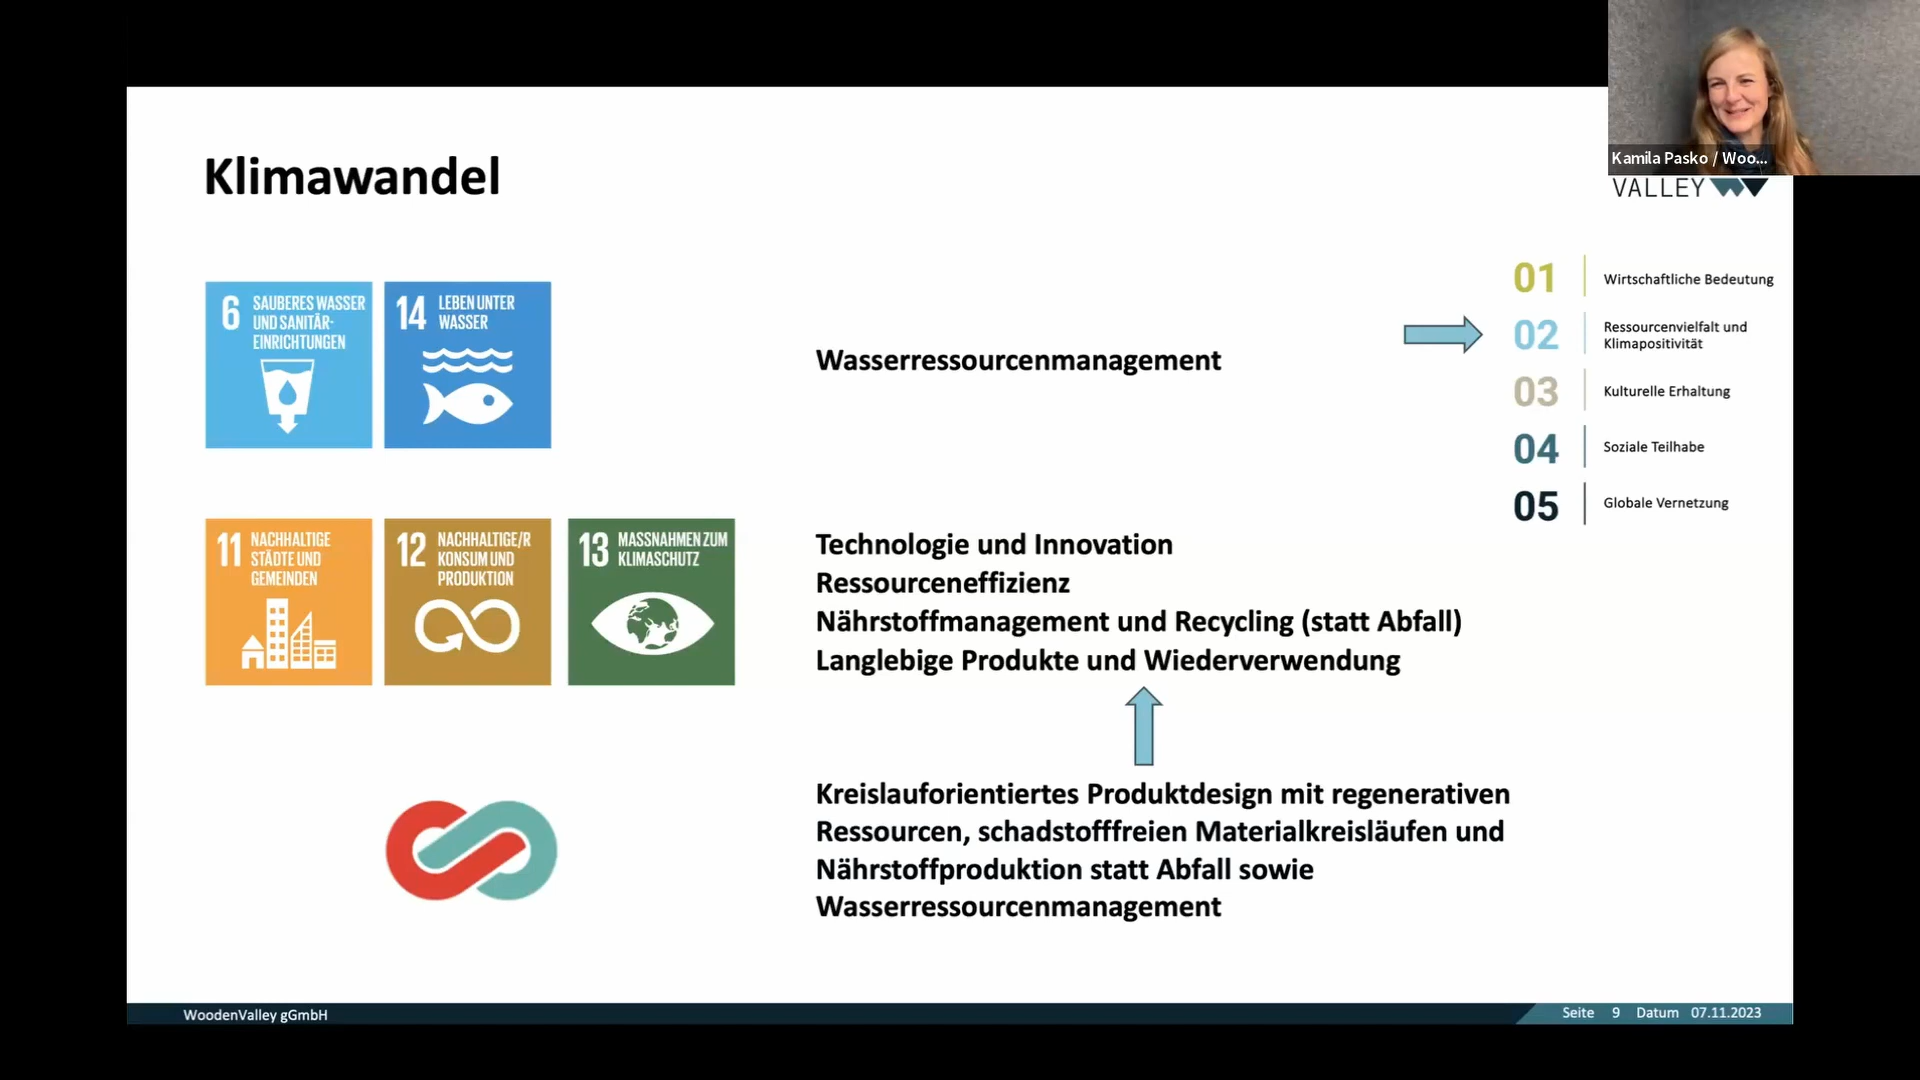 Kamila Pasko / Woo...
Klimawandel
VALLEY
6 SAUBERES WASSER
UND SANITÄR-
EINRICHTUNGEN
14 LEBEN UNTER
WASSER
Wasserressourcenmanagement
01 Wirtschaftliche Bedeutung
02 Ressourcenvielfalt und
Klimapositivität
03 Kulturelle Erhaltung
04 Soziale Teilhabe
05 Globale Vernetzung
11 NACHHALTIGE
STÄDTE UND
GEMEINDEN
12 NACHHALTIGE/R
KONSUM UND
PRODUKTION
13 MASSNAHMEN ZUM
KLIMASCHUTZ
Technologie und Innovation
Ressourceneffizienz
Nährstoffmanagement und Recycling (statt Abfall)
Langlebige Produkte und Wiederverwendung
Kreislauforientiertes Produktdesign mit regenerativen
Ressourcen, schadstofffreien Materialkreisläufen und
Nährstoffproduktion statt Abfall sowie
Wasserressourcenmanagement
WoodenValley gGmbH
Seite 9 Datum 07.11.2023